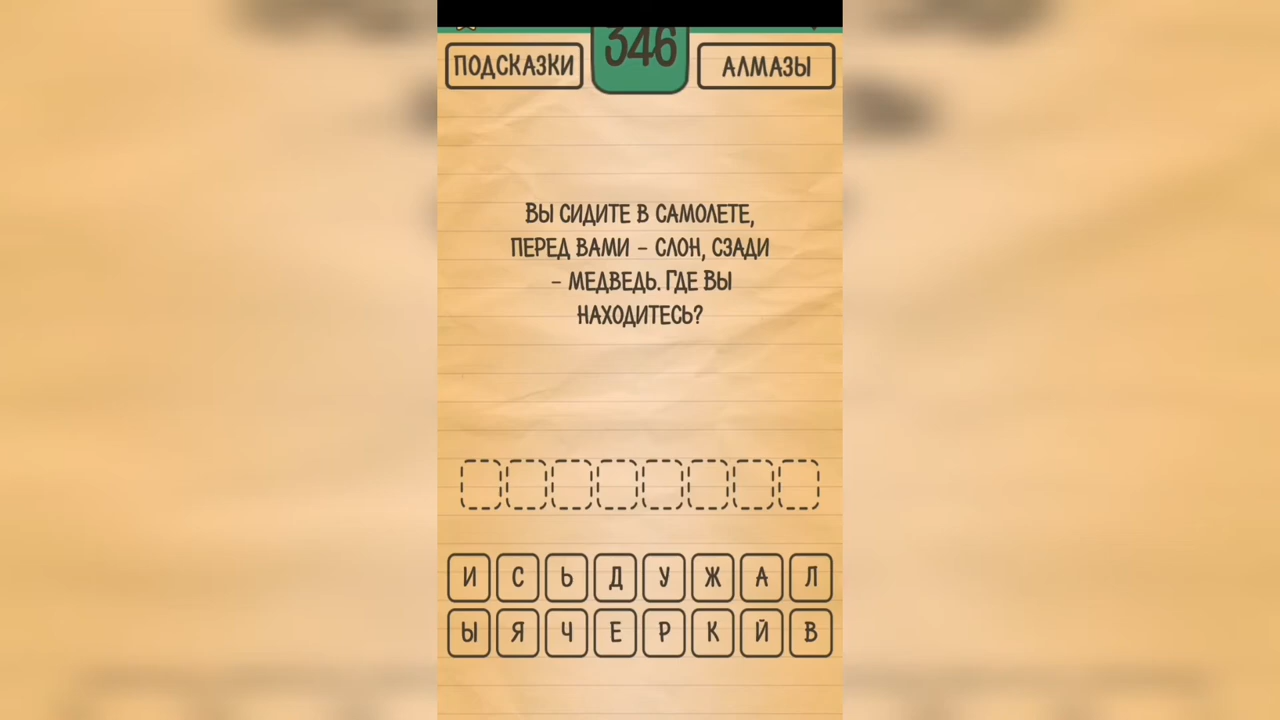 ПОДСКАЗКИ 346 АЛМАЗЫ
ВЫ СИДИТЕ В САМОЛЕТЕ,
ПЕРЕД ВАМИ - СЛОН, СЗАДИ
- МЕДВЕДЬ. ГДЕ ВЫ
НАХОДИТЕСЬ?
И С Ь Д У Ж А Л
Ы Я Ч Е Р К Й В